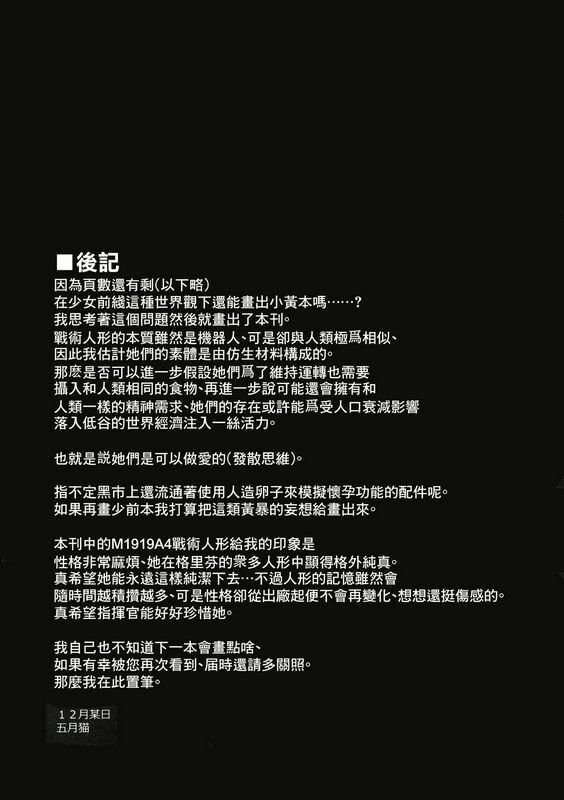 ■後記
因為頁數還有剩(以下略)
在少女前綫這種世界觀下還能畫出小黃本嗎……?
我思考著這個問題然後就畫出了本刊。
戰術人形的本質雖然是機器人、可是卻與人類極爲相似、
因此我估計她們的素體是由仿生材料構成的。
那麽是否可以進一步假設她們爲了維持運轉也需要
攝入和人類相同的食物、再進一步說可能還會擁有和
人類一樣的精神需求、她們的存在或許能爲受人口衰減影響
落入低谷的世界經濟注入一絲活力。
也就是説她們是可以做愛的(發散思維)。
指不定黑市上還流通著使用人造卵子來模擬懷孕功能的配件呢。
如果再畫少前本我打算把這類黃暴的妄想給畫出來。
本刊中的M1919A4戰術人形給我的印象是
性格非常麻煩、她在格里芬的衆多人形中顯得格外純真。
真希望她能永遠這樣純潔下去…不過人形的記憶雖然會
隨時間越積攢越多、可是性格卻從出廠起便不會再變化、想想還挺傷感的。
真希望指揮官能好好珍惜她。
我自己也不知道下一本會畫點啥、
如果有幸被您再次看到、屆時還請多關照。
那麼我在此置筆。
１２月某日
五月猫